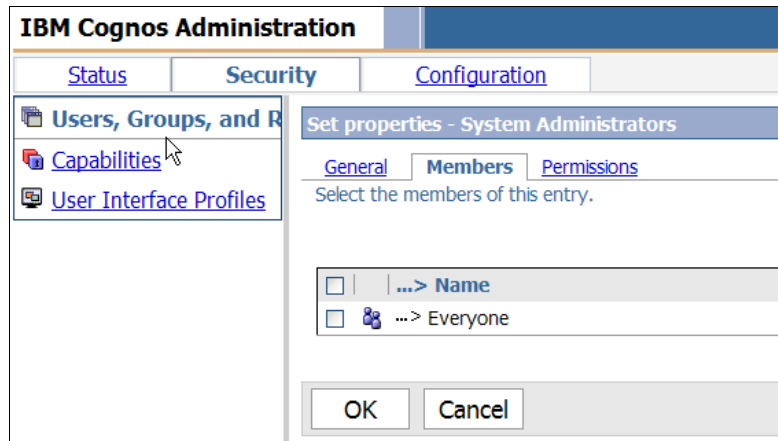 IBM Cognos Administration
Status Security Configuration
Users, Groups, and R
Capabilities
User Interface Profiles
Set properties - System Administrators
General Members Permissions
Select the members of this entry.
...> Name
...> Everyone
OK Cancel